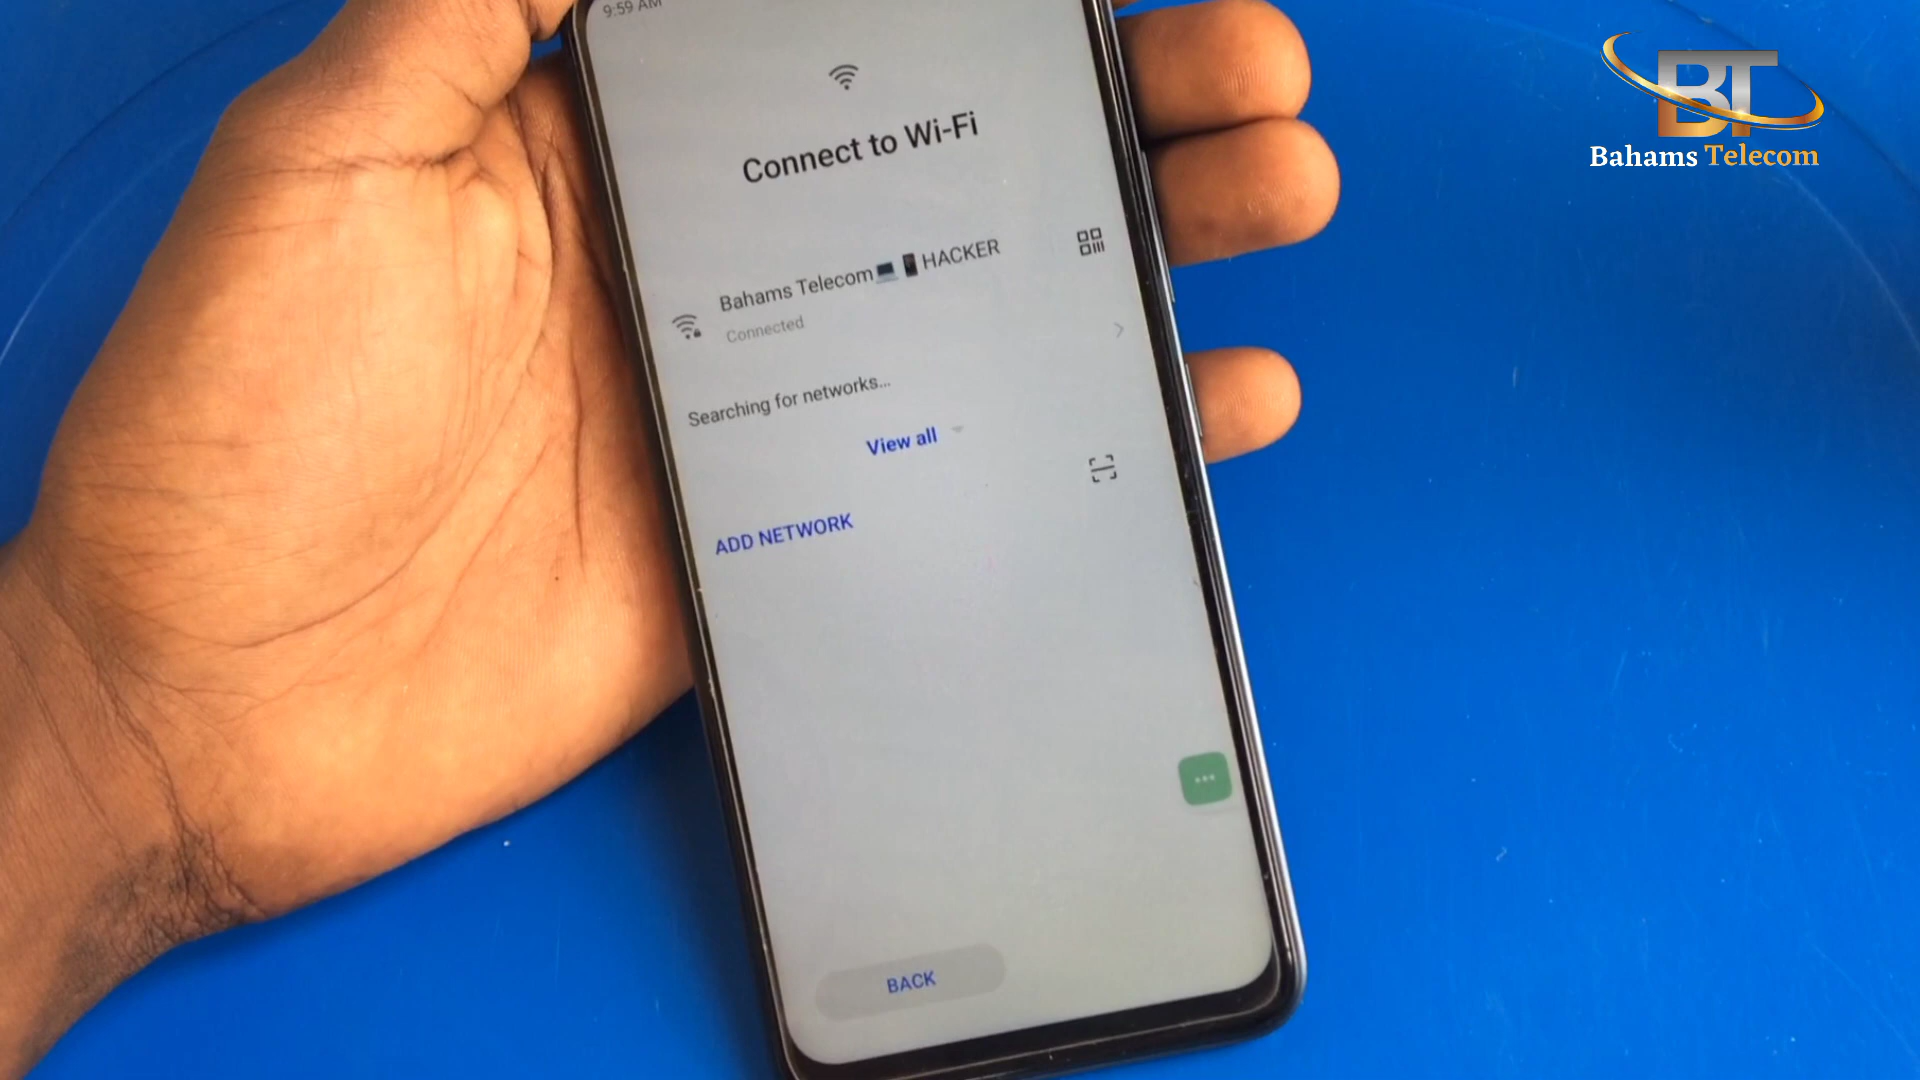 9:59 AM
BT
Bahams Telecom
Connect to Wi-Fi
Bahams Telecom💻📱HACKER
Connected
Searching for networks...
View all
ADD NETWORK
BACK